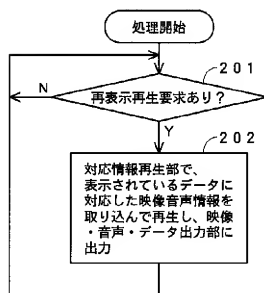 処理開始
201
N
再表示再生要求あり？
Y
202
対応情報再生部で、
表示されているデータに
対応した映像音声情報を
取り込んで再生し、映像
・音声・データ出力部に
出力